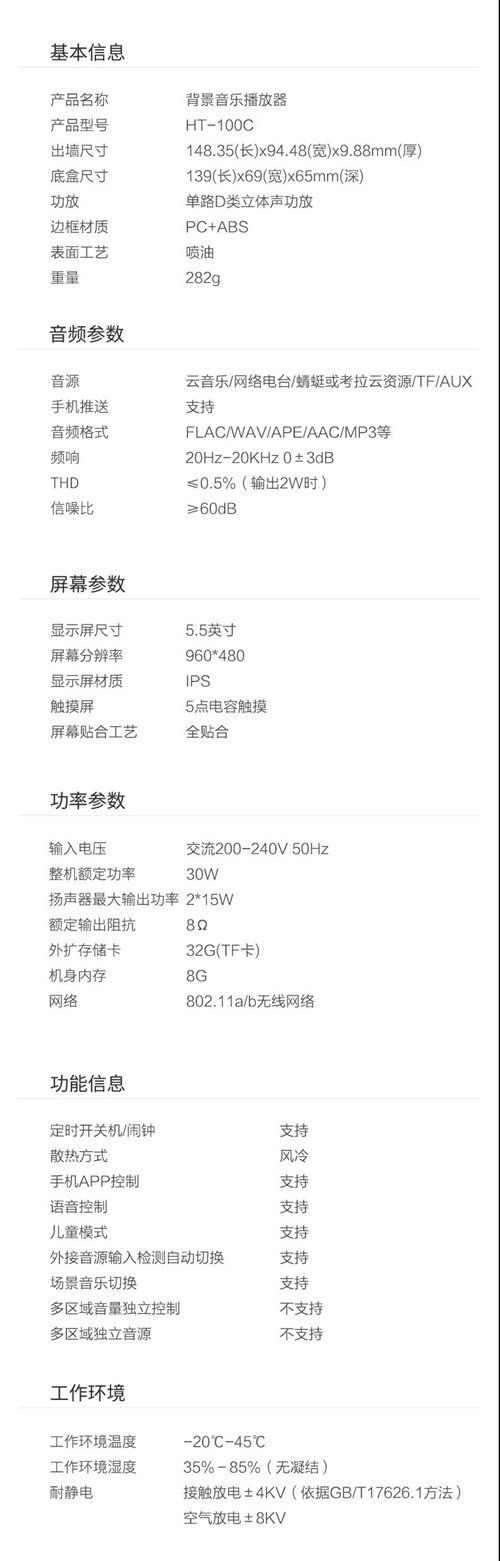 基本信息
产品名称 背景音乐播放器
产品型号 HT-100C
出墙尺寸 148.35(长)x94.48(宽)x9.88mm(厚)
底盒尺寸 139(长)x69(宽)x65mm(深)
功放 单路D类立体声功放
边框材质 PC+ABS
表面工艺 喷油
重量 282g
音频参数
音源 云音乐/网络电台/蜻蜓或考拉云资源/TF/AUX
手机推送 支持
音频格式 FLAC/WAV/APE/AAC/MP3等
频响 20Hz-20KHz 0±3dB
THD ≤0.5%（输出2W时）
信噪比 ≥60dB
屏幕参数
显示屏尺寸 5.5英寸
屏幕分辨率 960*480
显示屏材质 IPS
触摸屏 5点电容触摸
屏幕贴合工艺 全贴合
功率参数
输入电压 交流200-240V 50Hz
整机额定功率 30W
扬声器最大输出功率 2*15W
额定输出阻抗 8Ω
外扩存储卡 32G(TF卡)
机身内存 8G
网络 802.11a/b无线网络
功能信息
定时开关机/闹钟 支持
散热方式 风冷
手机APP控制 支持
语音控制 支持
儿童模式 支持
外接音源输入检测自动切换 支持
场景音乐切换 支持
多区域音量独立控制 不支持
多区域独立音源 不支持
工作环境
工作环境温度 -20℃-45℃
工作环境湿度 35%-85%（无凝结）
耐静电 接触放电±4KV（依据GB/T17626.1方法）
空气放电±8KV